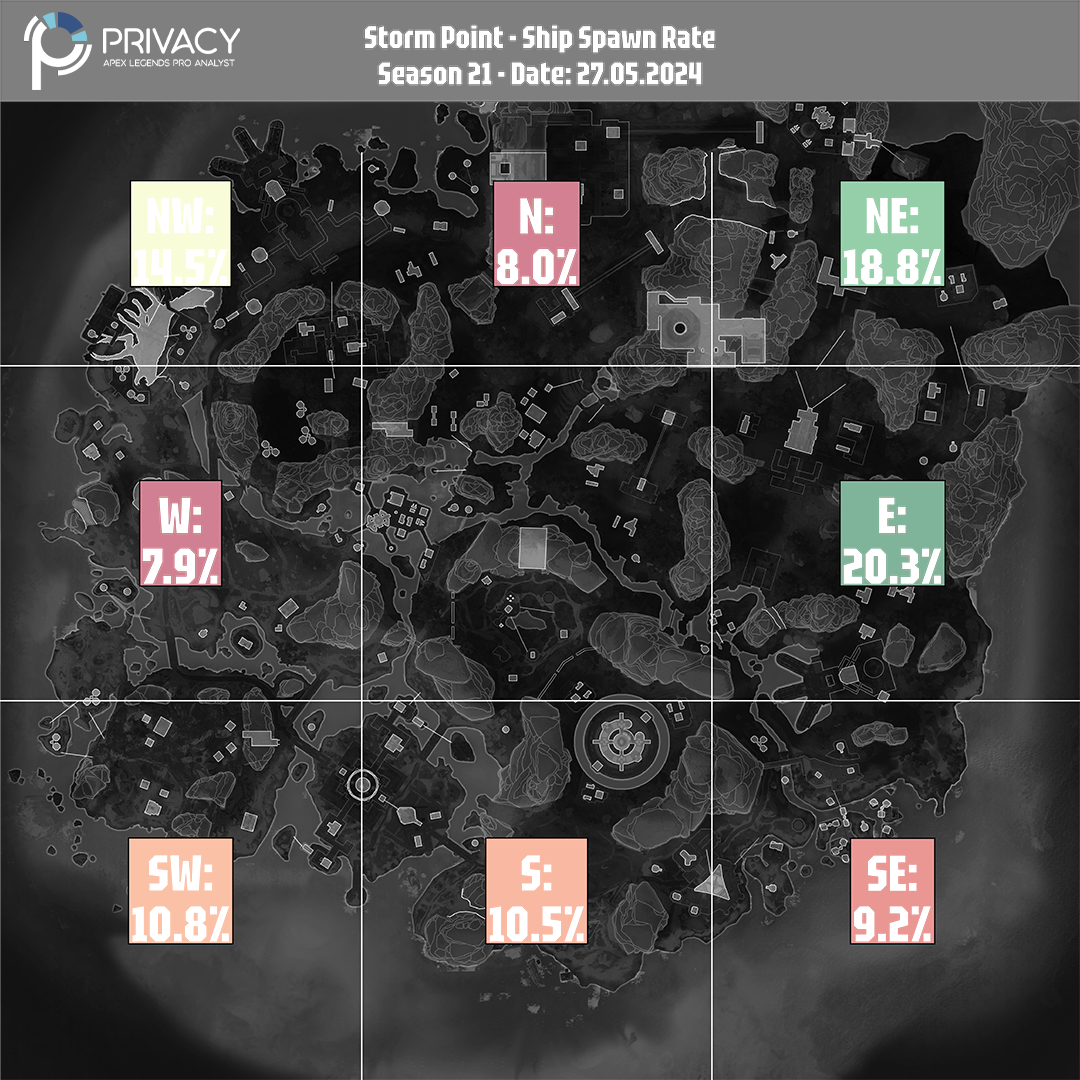 PRIVACY
APEX LEGENDS PRO ANALYST
Storm Point - Ship Spawn Rate
Season 21 - Date: 27.05.2024
NW:
14.5%
N:
8.0%
NE:
18.8%
W:
7.9%
E:
20.3%
SW:
10.8%
S:
10.5%
SE:
9.2%